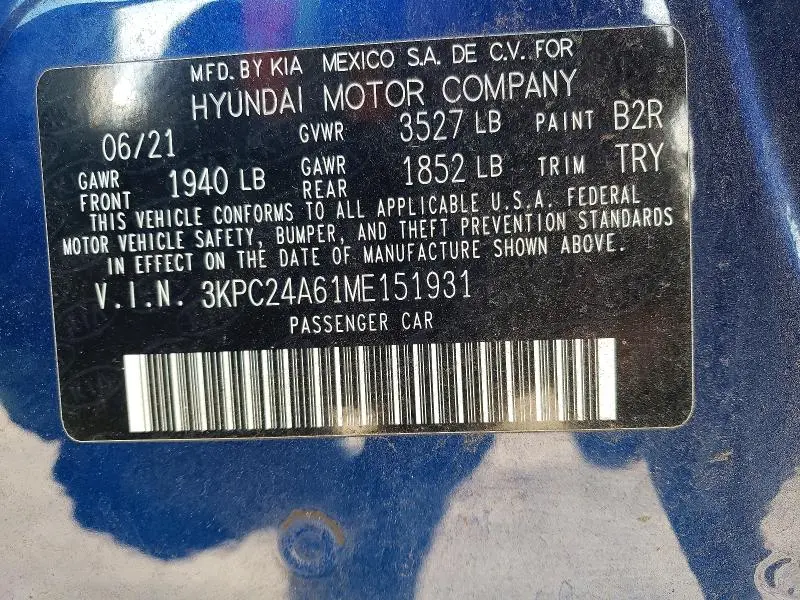 MFD. BY KIA MEXICO S.A. DE C.V. FOR
HYUNDAI MOTOR COMPANY
06/21 GVWR 3527 LB PAINT B2R
GAWR FRONT 1940 LB GAWR REAR 1852 LB TRIM TRY
THIS VEHICLE CONFORMS TO ALL APPLICABLE U.S.A. FEDERAL
MOTOR VEHICLE SAFETY, BUMPER, AND THEFT PREVENTION STANDARDS
IN EFFECT ON THE DATE OF MANUFACTURE SHOWN ABOVE.
V.I.N. 3KPC24A61ME151931
PASSENGER CAR